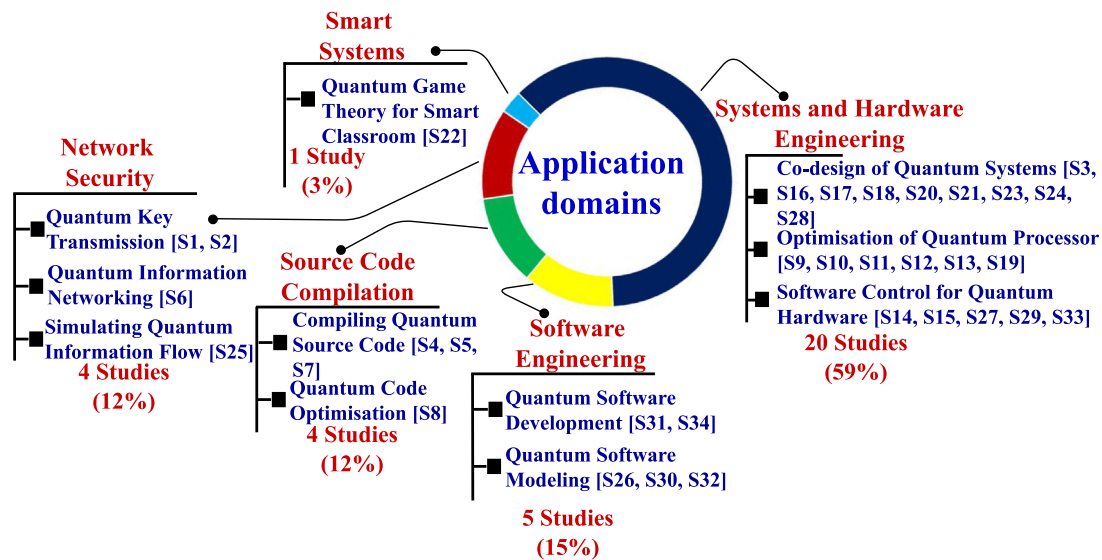 Smart
Systems
Quantum Game
Theory for Smart
Classroom [S22]
1 Study
(3%)
Application
domains
Systems and Hardware
Engineering
Co-design of Quantum Systems [S3,
S16, S17, S18, S20, S21, S23, S24,
S28]
Optimisation of Quantum Processor
[S9, S10, S11, S12, S13, S19]
Software Control for Quantum
Hardware [S14, S15, S27, S29, S33]
20 Studies
(59%)
Network
Security
Quantum Key
Transmission [S1, S2]
Quantum Information
Networking [S6]
Simulating Quantum
Information Flow [S25]
4 Studies
(12%)
Source Code
Compilation
Compiling Quantum
Source Code [S4, S5,
S7]
Quantum Code
Optimisation [S8]
4 Studies
(12%)
Software
Engineering
Quantum Software
Development [S31, S34]
Quantum Software
Modeling [S26, S30, S32]
5 Studies
(15%)